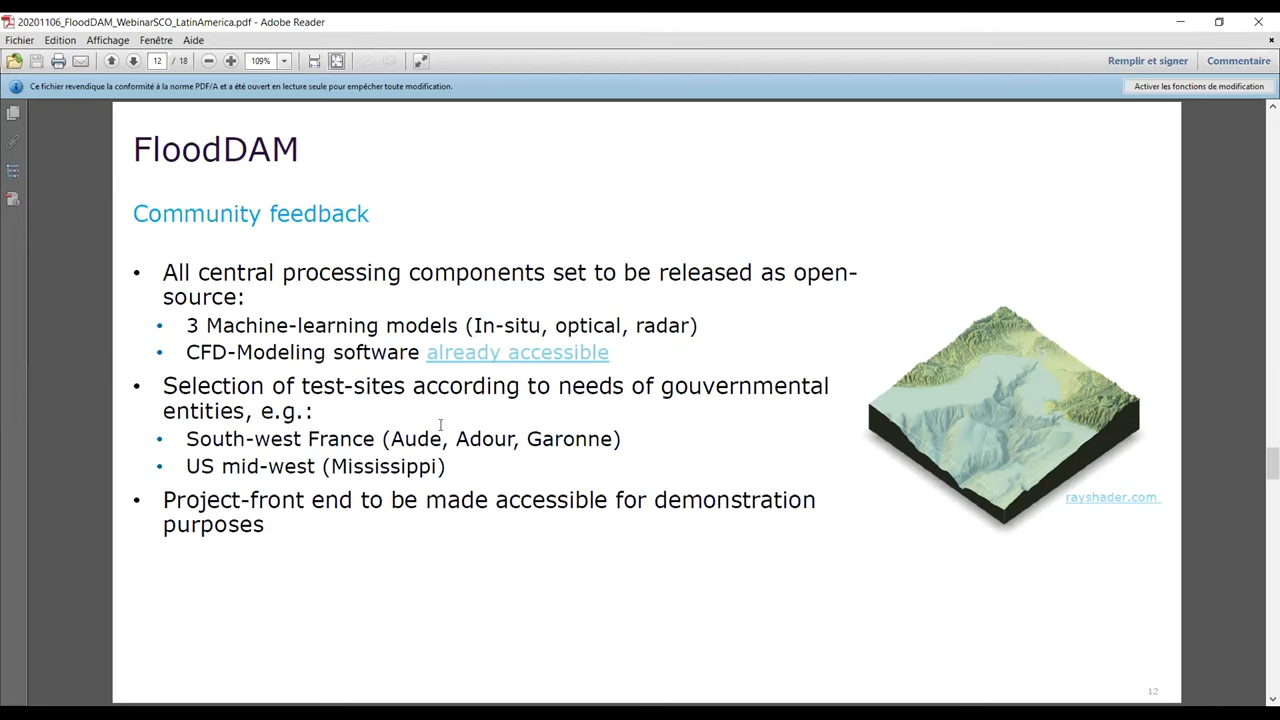 20201106_FloodDAM_WebinarSCO_LatinAmerica.pdf - Adobe Reader
Fichier Edition Affichage Fenêtre Aide
12 / 18 109% Remplir et signer Commentaire
Ce fichier revendique la conformité à la norme PDF/A et a été ouvert en lecture seule pour empêcher toute modification. Activer les fonctions de modification
FloodDAM
Community feedback
• All central processing components set to be released as open-
source:
• 3 Machine-learning models (In-situ, optical, radar)
• CFD-Modeling software already accessible
• Selection of test-sites according to needs of gouvernmental
entities, e.g.:
• South-west France (Aude, Adour, Garonne)
• US mid-west (Mississippi)
rayshader.com
• Project-front end to be made accessible for demonstration
purposes
12